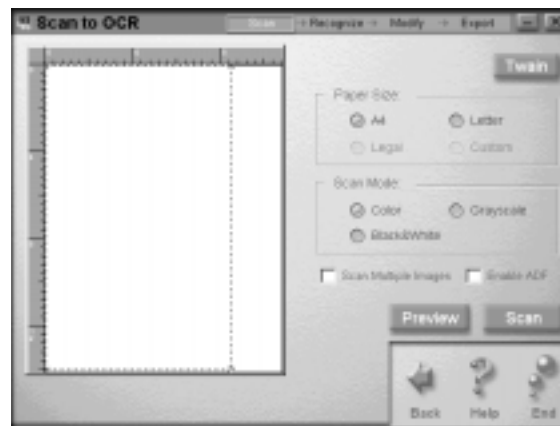 Scan to OCR
Scan → Recognize → Modify → Export
Twain
Paper Size:
A4
Letter
Legal
Custom
Scan Mode:
Color
Grayscale
Black&White
Scan Multiple Images
Enable ADF
Preview
Scan
Back
Help
End